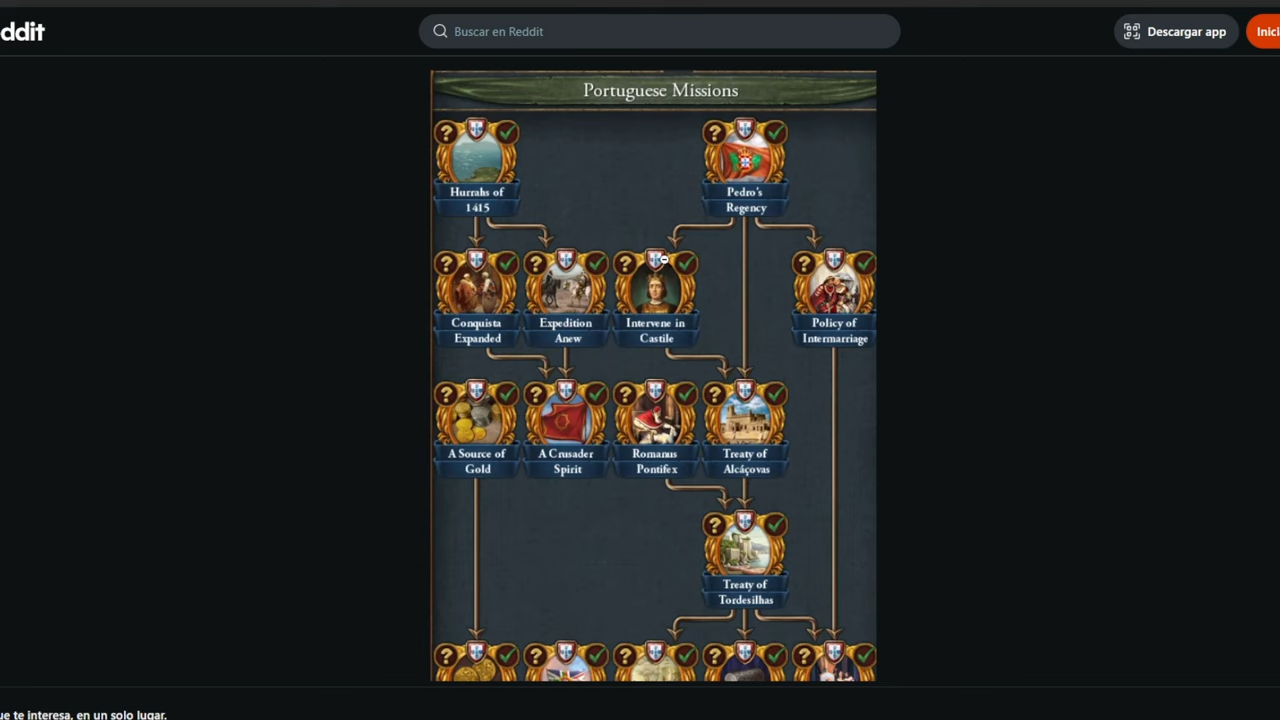 ddit
Buscar en Reddit
Descargar app
Inici
Portuguese Missions
Hurrahs of
1415
Pedro's
Regency
Conquista
Expanded
Expedition
Anew
Intervene in
Castile
Policy of
Intermarriage
A Source of
Gold
A Crusader
Spirit
Romanus
Pontifex
Treaty of
Alcáçovas
Treaty of
Tordesilhas
ue te interesa, en un solo lugar.